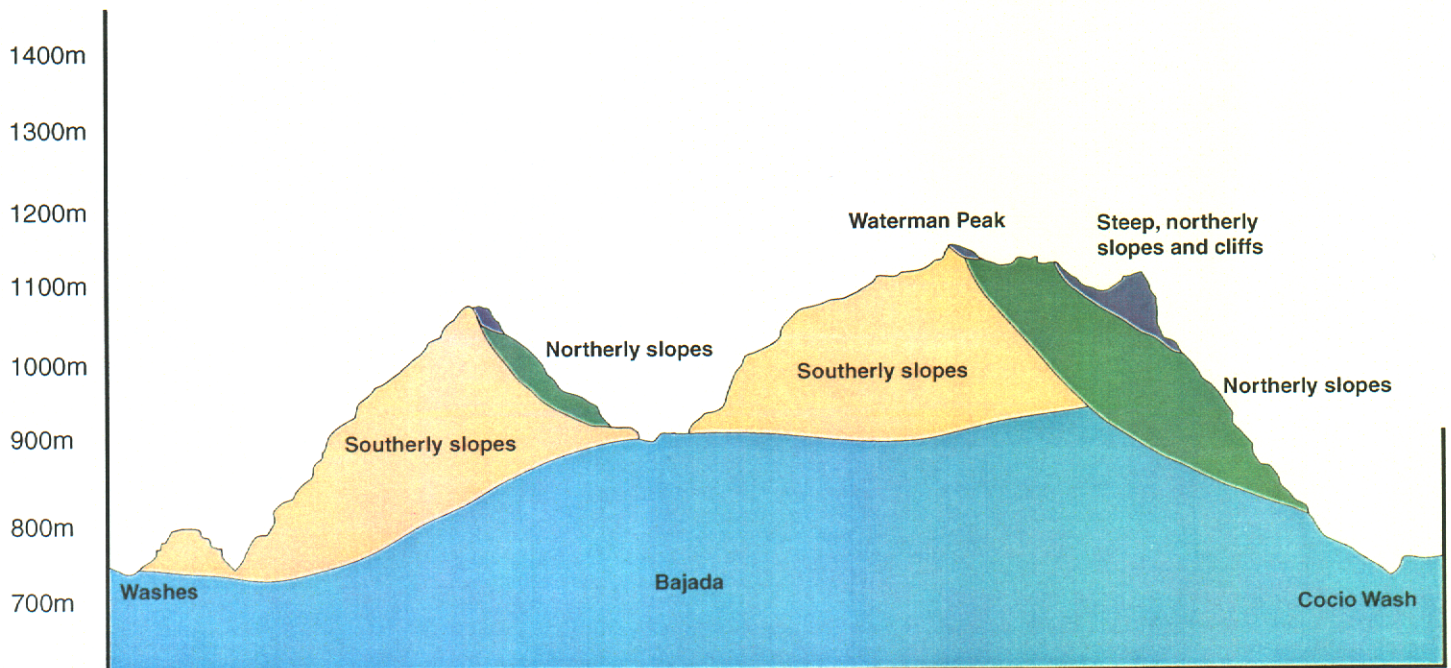 1400m
1300m
1200m
1100m
1000m
900m
800m
700m
Waterman Peak
Steep, northerly
slopes and cliffs
Northerly slopes
Southerly slopes
Northerly slopes
Southerly slopes
Washes
Bajada
Cocio Wash